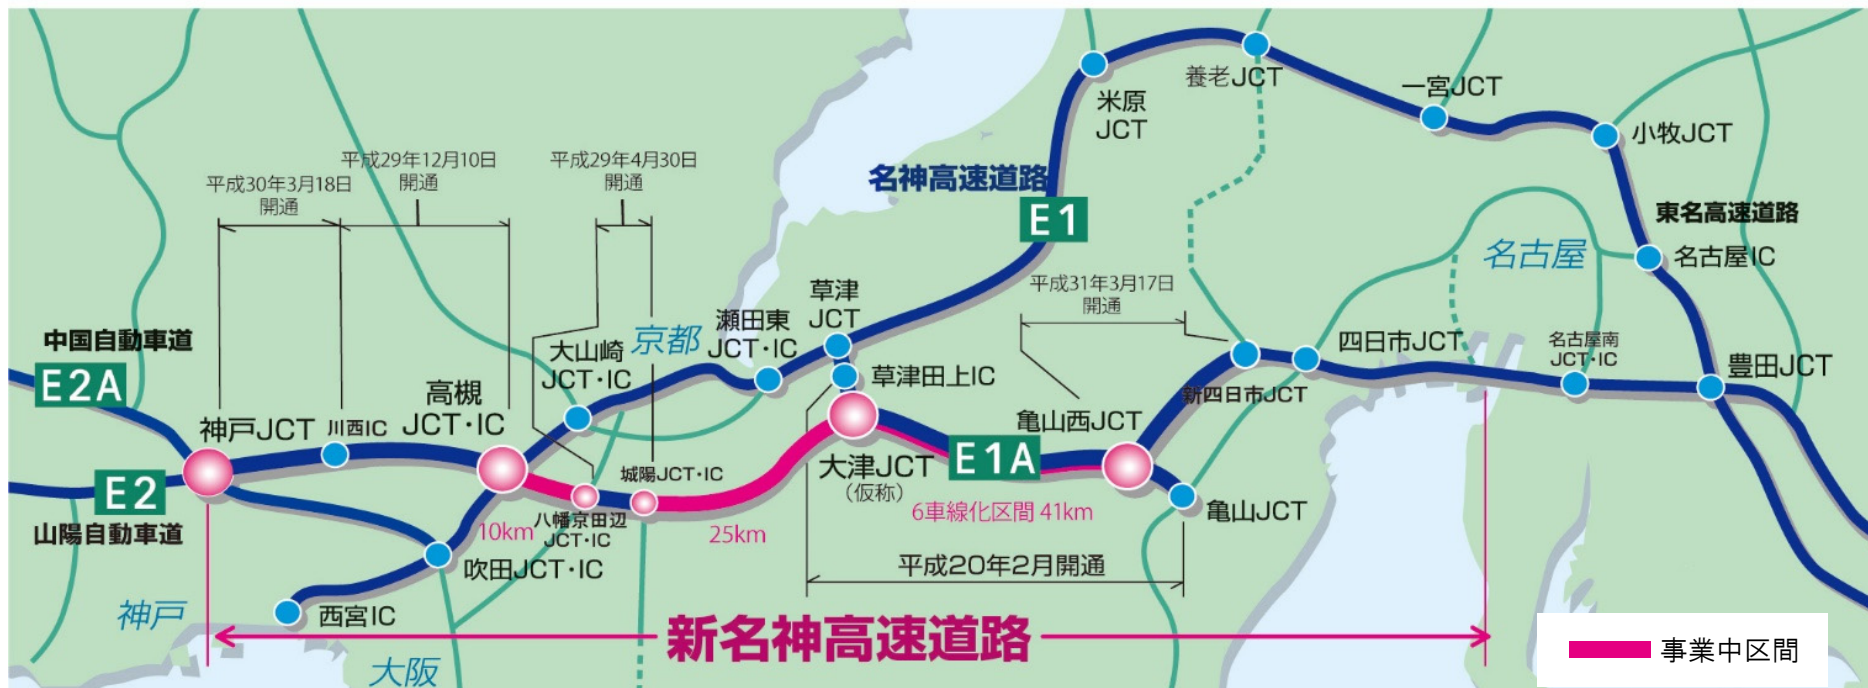 養老JCT
一宮JCT
米原
JCT
小牧JCT
平成29年12月10日
開通
平成29年4月30日
開通
平成30年3月18日
開通
名神高速道路
E1
東名高速道路
名古屋
名古屋IC
平成31年3月17日
開通
草津
JCT
瀬田東
JCT・IC
京都
大山崎
JCT・IC
中国自動車道
E2A
四日市JCT
名古屋南
JCT・IC
豊田JCT
草津田上IC
新四日市JCT
高槻
JCT・IC
神戸JCT
川西IC
亀山西JCT
E1A
大津JCT
(仮称)
城陽JCT・IC
E2
山陽自動車道
10km
八幡京田辺
JCT・IC
25km
6車線化区間 41km
亀山JCT
吹田JCT・IC
平成20年2月開通
神戸
西宮IC
新名神高速道路
大阪
事業中区間